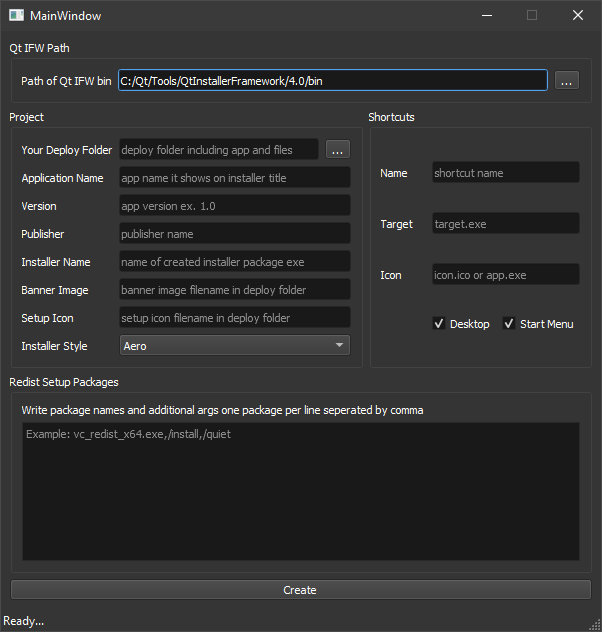 MainWindow
Qt IFW Path
Path of Qt IFW bin C:/Qt/Tools/QtInstallerFramework/4.0/bin ...
Project
Your Deploy Folder deploy folder including app and files ...
Application Name app name it shows on installer title
Version app version ex. 1.0
Publisher publisher name
Installer Name name of created installer package exe
Banner Image banner image filename in deploy folder
Setup Icon setup icon filename in deploy folder
Installer Style Aero
Shortcuts
Name shortcut name
Target target.exe
Icon icon.ico or app.exe
Desktop Start Menu
Redist Setup Packages
Write package names and additional args one package per line seperated by comma
Example: vc_redist_x64.exe,/install,/quiet
Create
Ready...